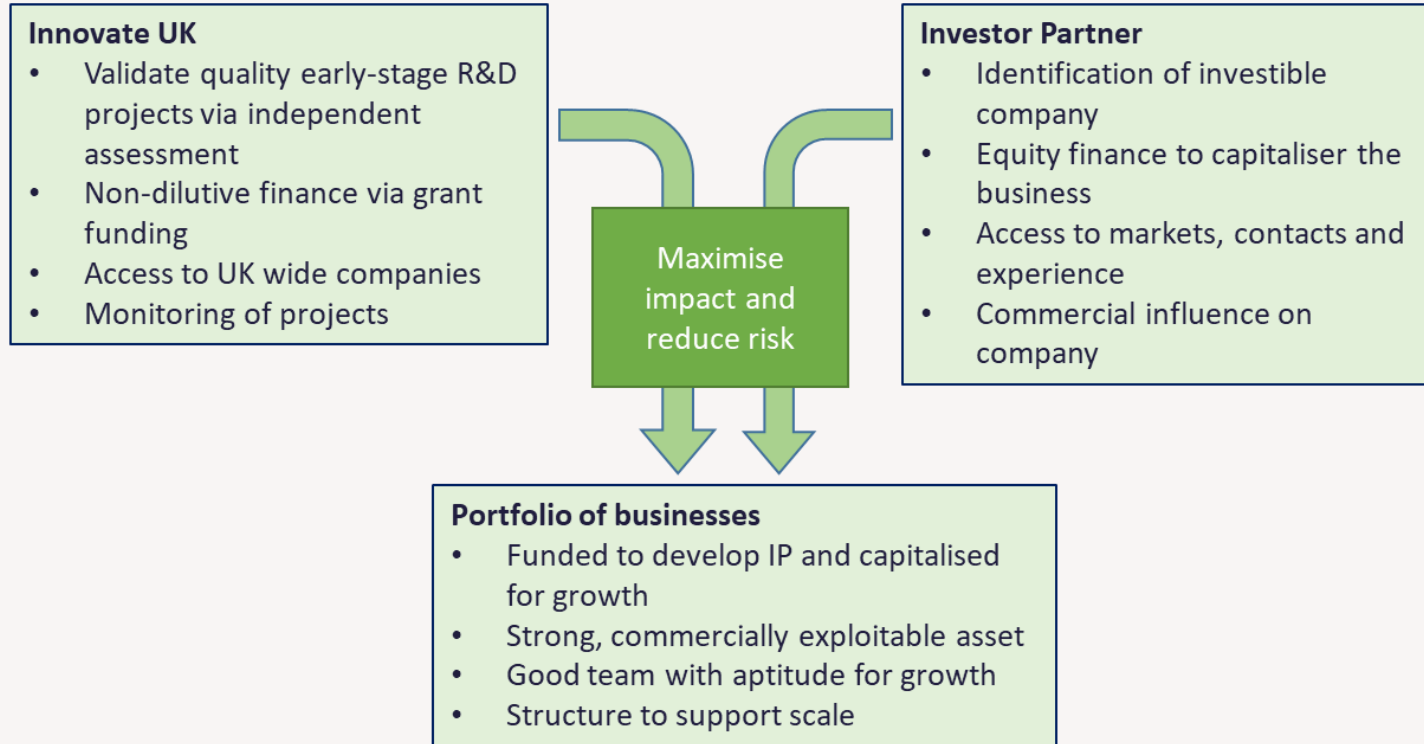 Innovate UK
• Validate quality early-stage R&D
projects via independent
assessment
• Non-dilutive finance via grant
funding
• Access to UK wide companies
• Monitoring of projects
Investor Partner
• Identification of investible
company
• Equity finance to capitaliser the
business
• Access to markets, contacts and
experience
• Commercial influence on
company
Maximise
impact and
reduce risk
Portfolio of businesses
• Funded to develop IP and capitalised
for growth
• Strong, commercially exploitable asset
• Good team with aptitude for growth
• Structure to support scale